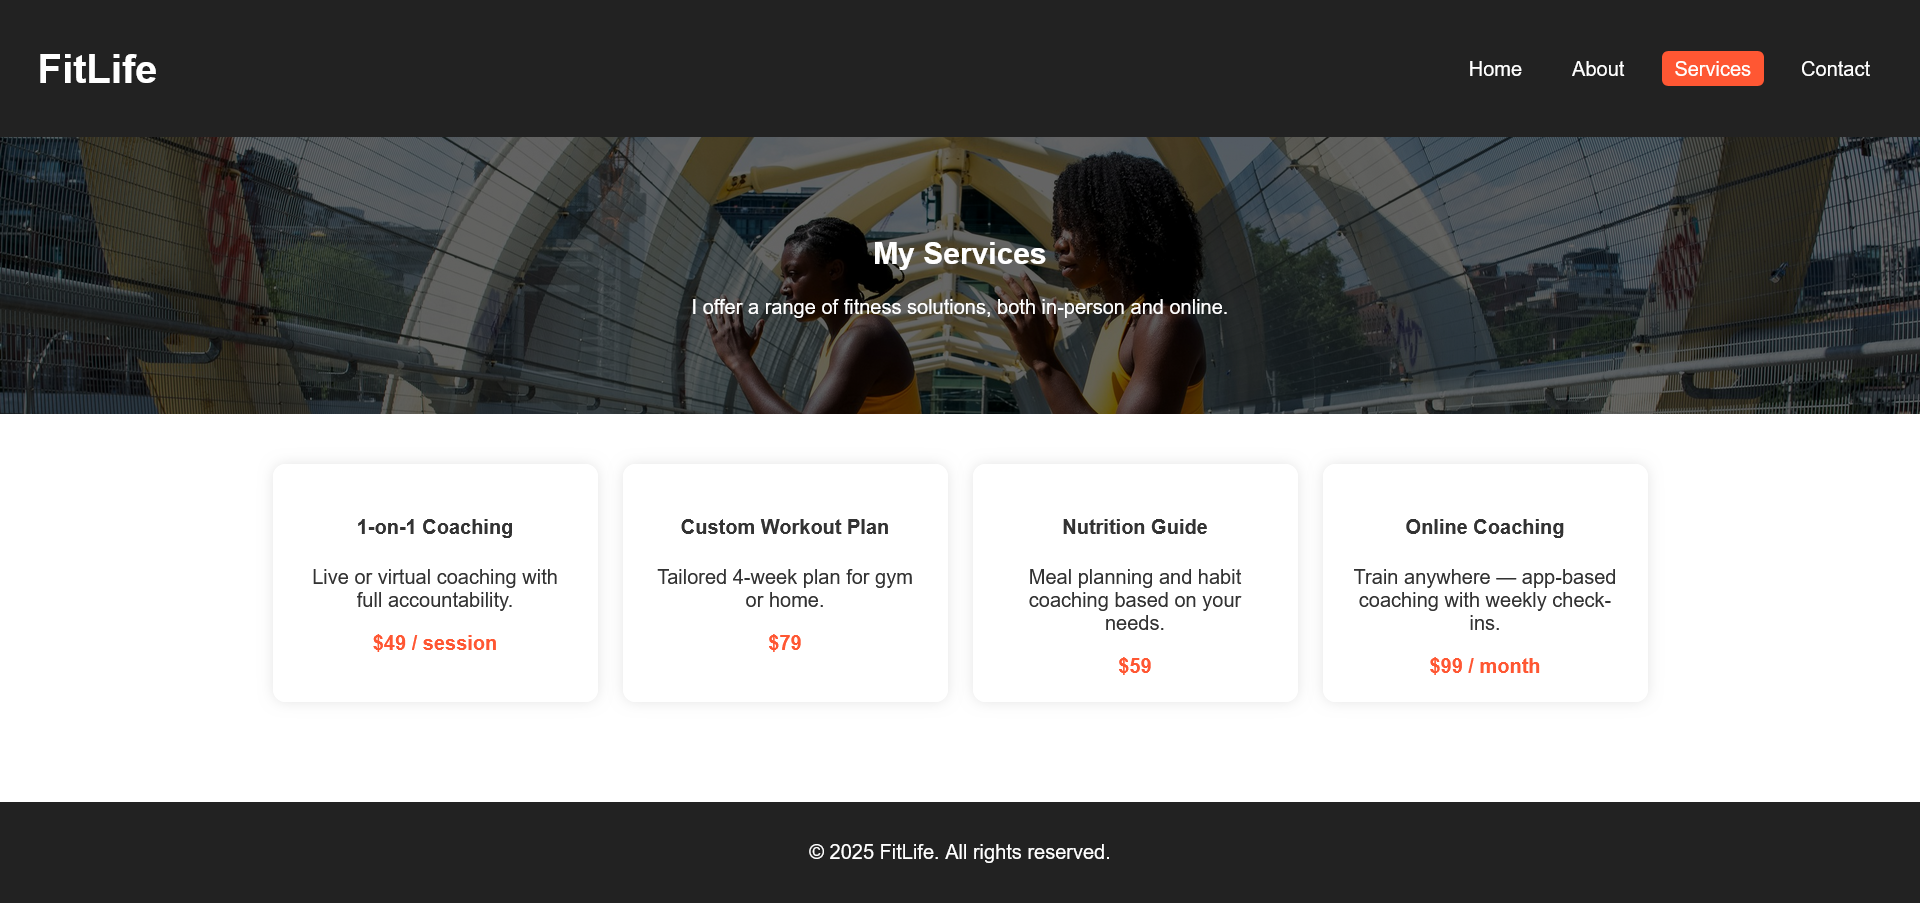 FitLife
Home About Services Contact
My Services
I offer a range of fitness solutions, both in-person and online.
1-on-1 Coaching
Live or virtual coaching with
full accountability.
$49 / session
Custom Workout Plan
Tailored 4-week plan for gym
or home.
$79
Nutrition Guide
Meal planning and habit
coaching based on your
needs.
$59
Online Coaching
Train anywhere — app-based
coaching with weekly check-
ins.
$99 / month
© 2025 FitLife. All rights reserved.